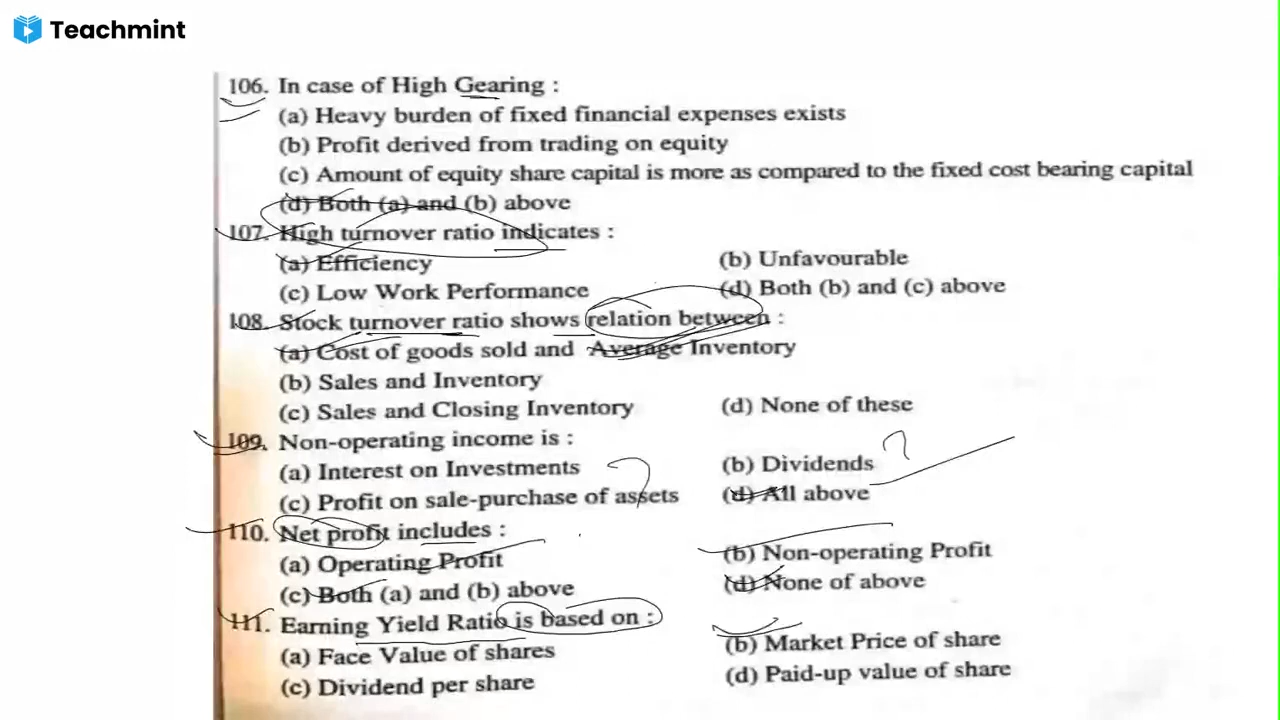 Teachmint
106. In case of High Gearing :
(a) Heavy burden of fixed financial expenses exists
(b) Profit derived from trading on equity
(c) Amount of equity share capital is more as compared to the fixed cost bearing capital
(d) Both (a) and (b) above
107. High turnover ratio indicates :
(a) Efficiency (b) Unfavourable
(c) Low Work Performance (d) Both (b) and (c) above
108. Stock turnover ratio shows relation between :
(a) Cost of goods sold and Average Inventory
(b) Sales and Inventory
(c) Sales and Closing Inventory (d) None of these
109. Non-operating income is :
(a) Interest on Investments (b) Dividends
(c) Profit on sale-purchase of assets (d) All above
110. Net profit includes :
(a) Operating Profit (b) Non-operating Profit
(c) Both (a) and (b) above (d) None of above
111. Earning Yield Ratio is based on :
(a) Face Value of shares (b) Market Price of share
(c) Dividend per share (d) Paid-up value of share